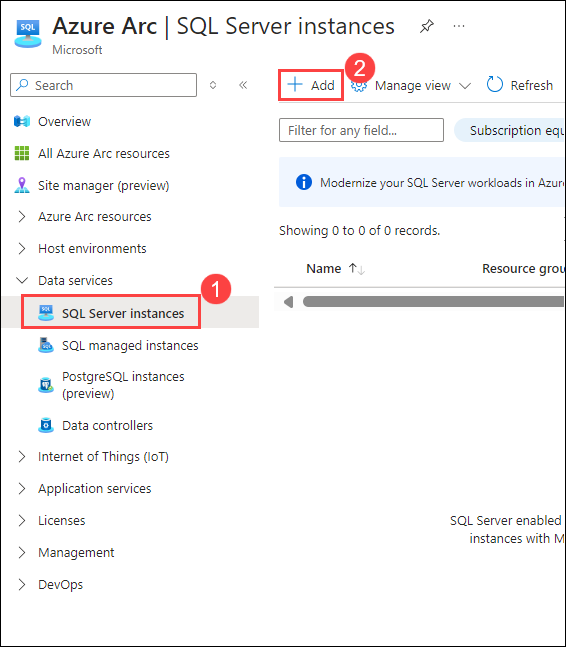 Azure Arc | SQL Server instances
Microsoft
Search
Overview
All Azure Arc resources
Site manager (preview)
Azure Arc resources
Host environments
Data services
1
SQL Server instances
SQL managed instances
PostgreSQL instances
(preview)
Data controllers
Internet of Things (IoT)
Application services
Licenses
Management
DevOps
2
Add
Manage view
Refresh
Filter for any field...
Subscription equ
Modernize your SQL Server workloads in Azure
Showing 0 to 0 of 0 records.
Name
Resource grou
SQL Server enabled
instances with M